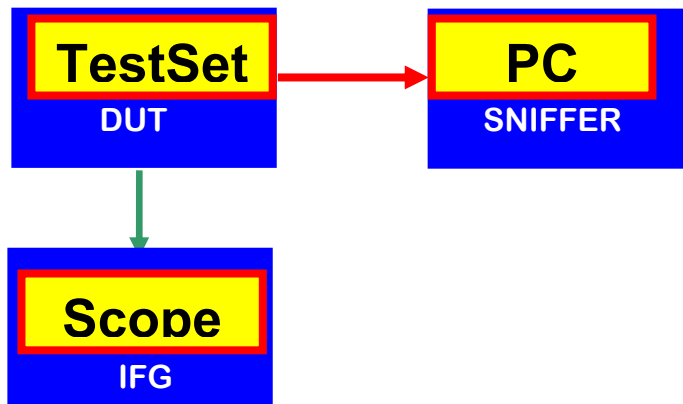 TestSet
DUT
PC
SNIFFER
Scope
IFG